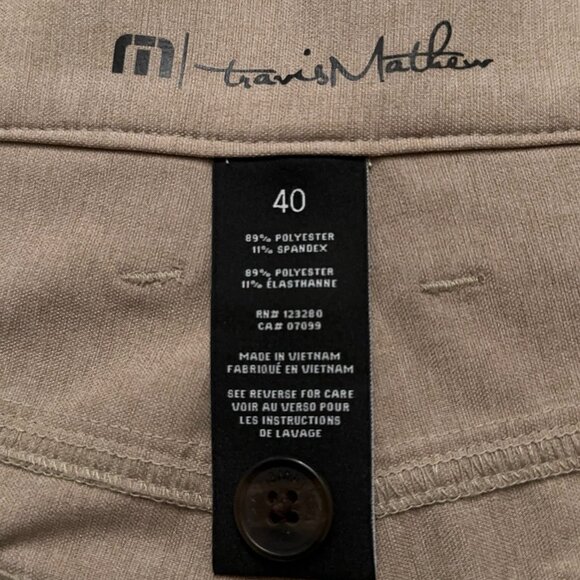 travisMathew
40
89% POLYESTER
11% SPANDEX
89% POLYESTER
11% ÉLASTHANNE
RN# 123280
CA# 07099
MADE IN VIETNAM
FABRIQUÉ EN VIETNAM
SEE REVERSE FOR CARE
VOIR AU VERSO POUR
LES INSTRUCTIONS
DE LAVAGE